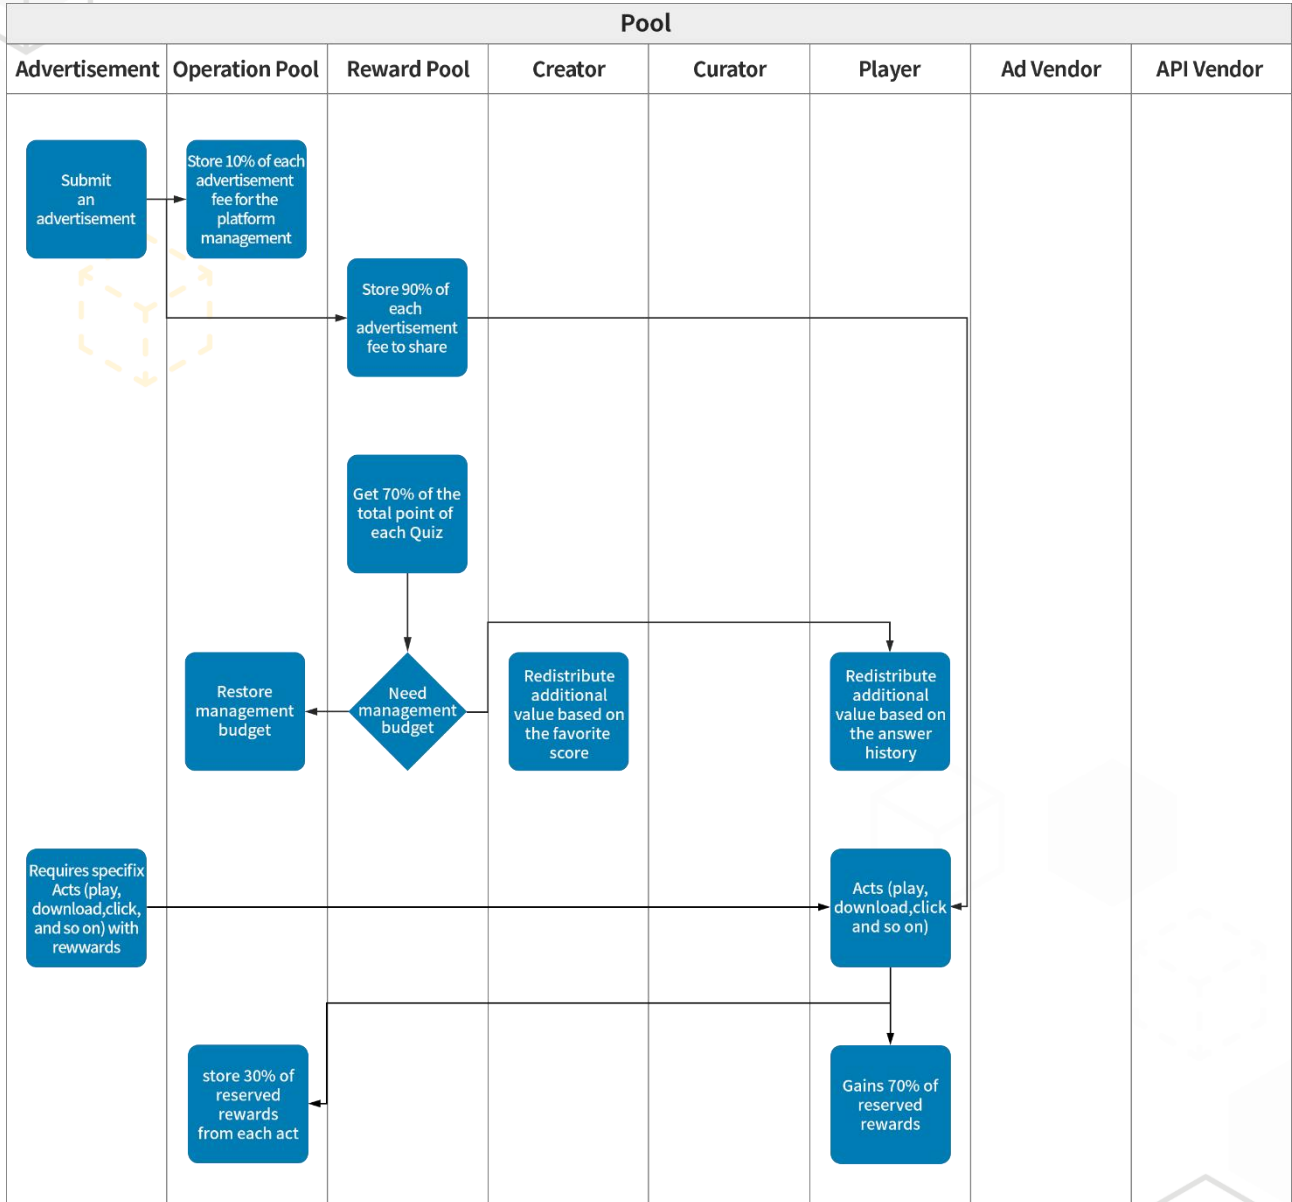 Pool
Advertisement
Operation Pool
Reward Pool
Creator
Curator
Player
Ad Vendor
API Vendor
Submit
an
advertisement
Store 10% of each
advertisement
fee for the
platform
management
Store 90% of
each
advertisement
fee to share
Get 70% of the
total point of
each Quiz
Restore
management
budget
Need
management
budget
Redistribute
additional
value based on
the favorite
score
Redistribute
additional
value based on
the answer
history
Requires specifix
Acts (play,
download,click,
and so on) with
rewwards
Acts (play,
download,click
and so on)
store 30% of
reserved
rewards
from each act
Gains 70% of
reserved
rewards